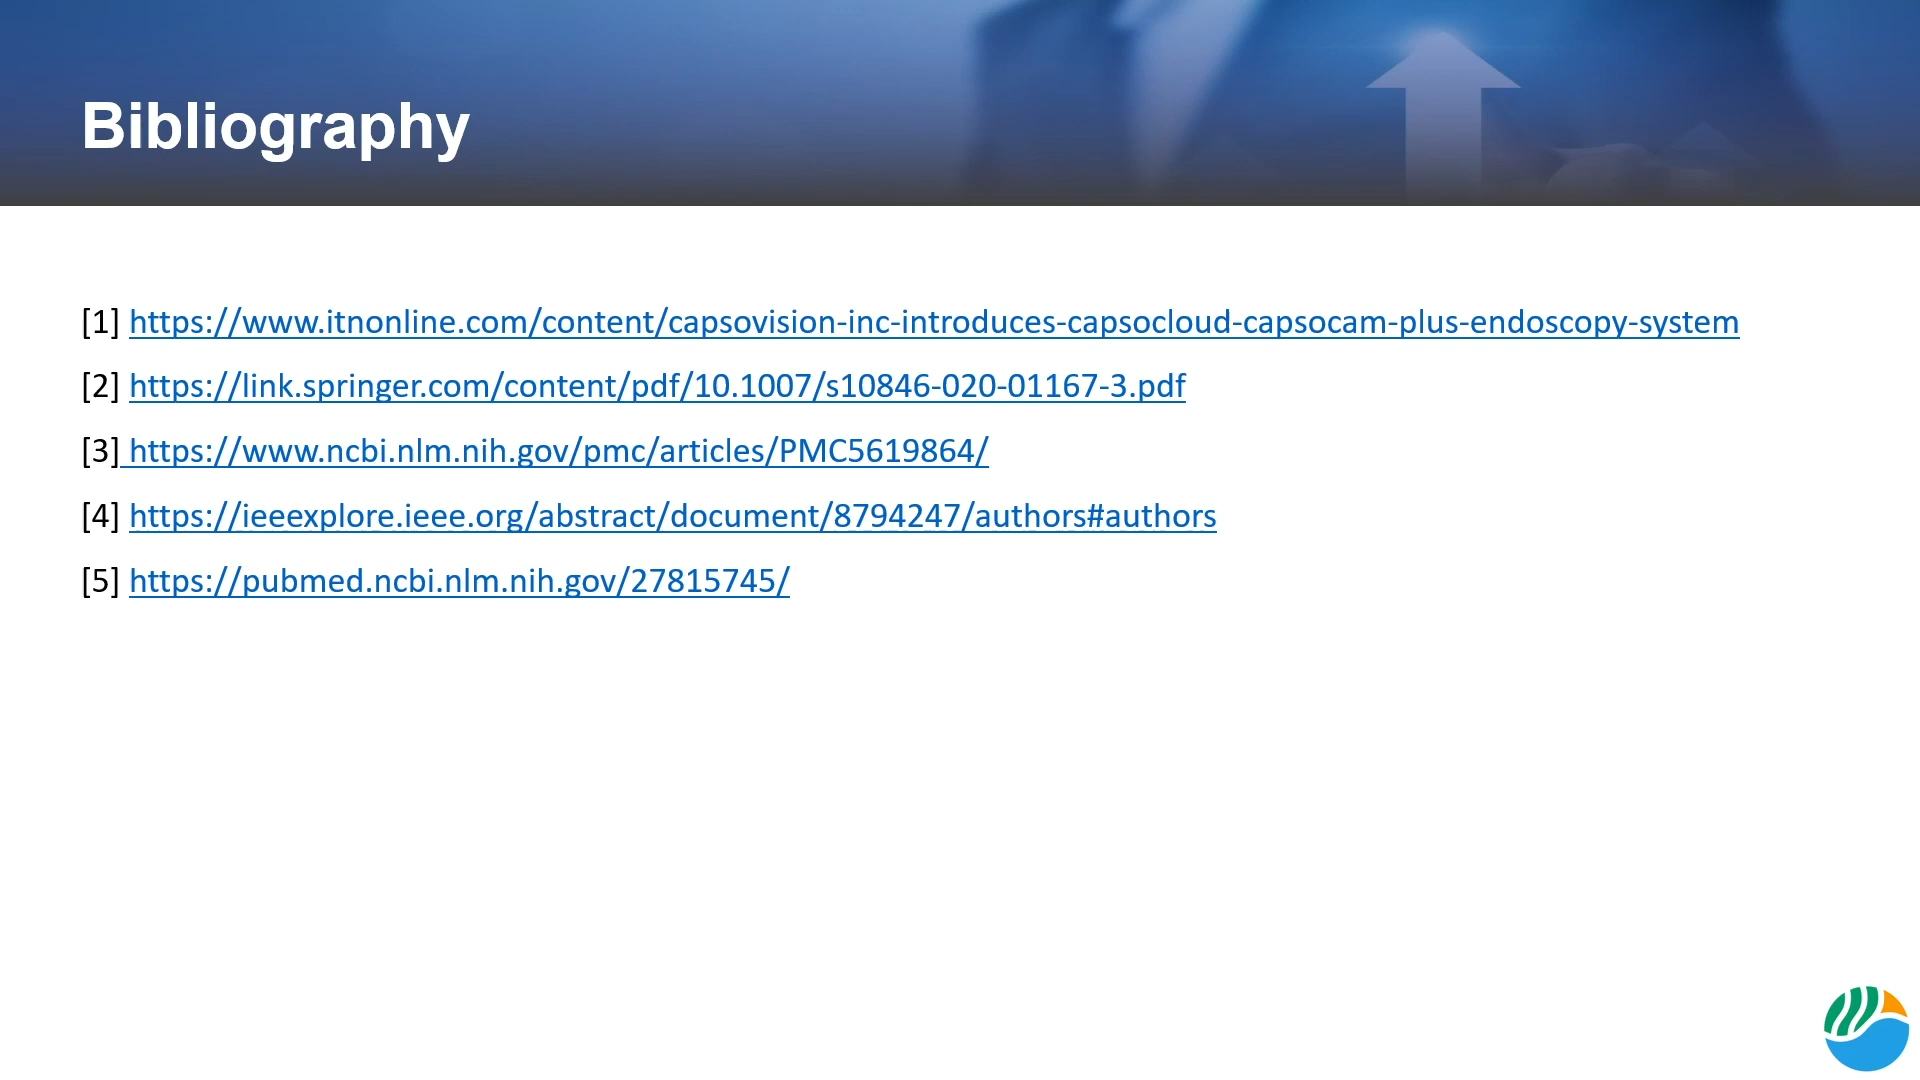 Bibliography
[1] https://www.itnonline.com/content/capsovision-inc-introduces-capsocloud-capsocam-plus-endoscopy-system
[2] https://link.springer.com/content/pdf/10.1007/s10846-020-01167-3.pdf
[3] https://www.ncbi.nlm.nih.gov/pmc/articles/PMC5619864/
[4] https://ieeexplore.ieee.org/abstract/document/8794247/authors#authors
[5] https://pubmed.ncbi.nlm.nih.gov/27815745/